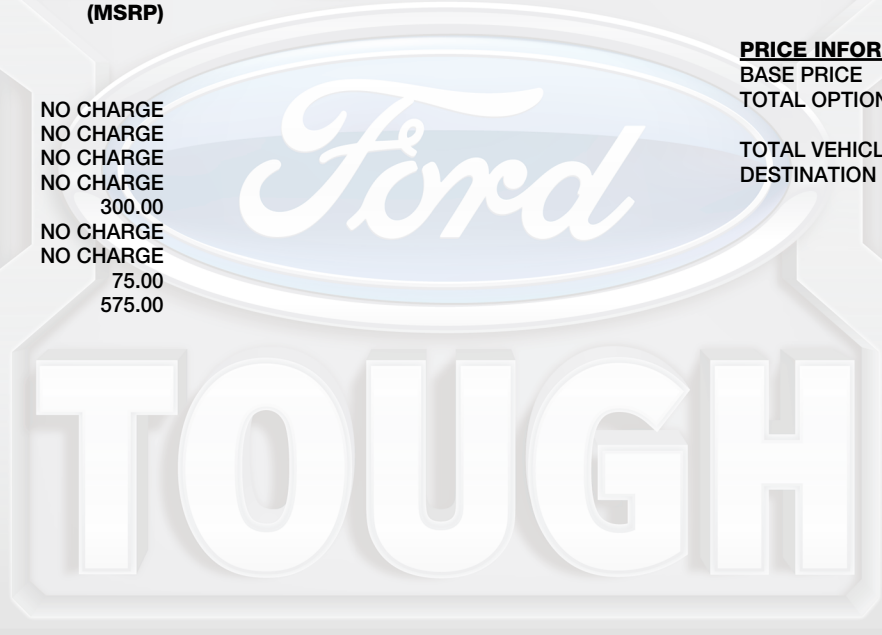 (MSRP)
NO CHARGE
NO CHARGE
NO CHARGE
NO CHARGE
300.00
NO CHARGE
NO CHARGE
75.00
575.00
PRICE INFOR
BASE PRICE
TOTAL OPTION
TOTAL VEHICL
DESTINATION
Ford
TOUGH